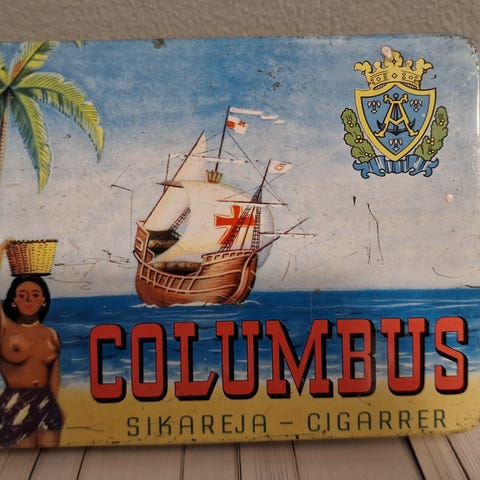 A
COLUMBUS
SIKAREJA – CIGARRER